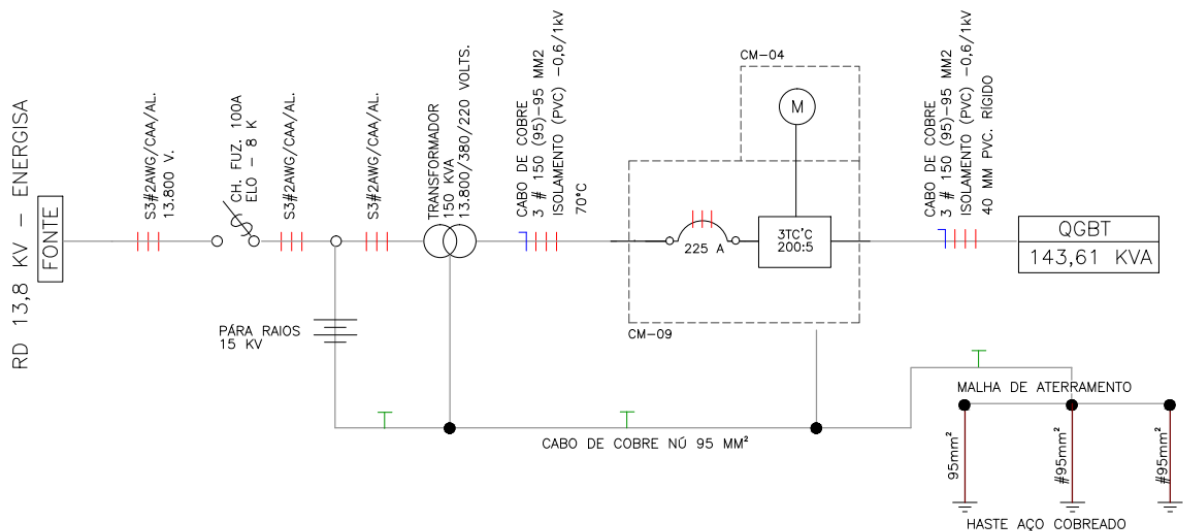 RD 13,8 KV - ENERGISA
FONTE
S3#2AWG/CAA/AL.
13.800 V.
CH. FUZ. 100A
ELO - 8 K
S3#2AWG/CAA/AL.
S3#2AWG/CAA/AL.
PÁRA RAIOS
15 KV
TRANSFORMADOR
150 KVA
13.800/380/220 VOLTS.
CABO DE COBRE
3 # 150 (95)-95 MM2
ISOLAMENTO (PVC) -0,6/1kV
70°C
CM-04
M
225 A
3TC'C
200:5
CM-09
CABO DE COBRE
3 # 150 (95)-95 MM2
ISOLAMENTO (PVC) -0,6/1kV
40 MM PVC. RÍGIDO
QGBT
143,61 KVA
CABO DE COBRE NÚ 95 MM²
MALHA DE ATERRAMENTO
95mm²
#95mm²
#95mm²
HASTE AÇO COBREADO